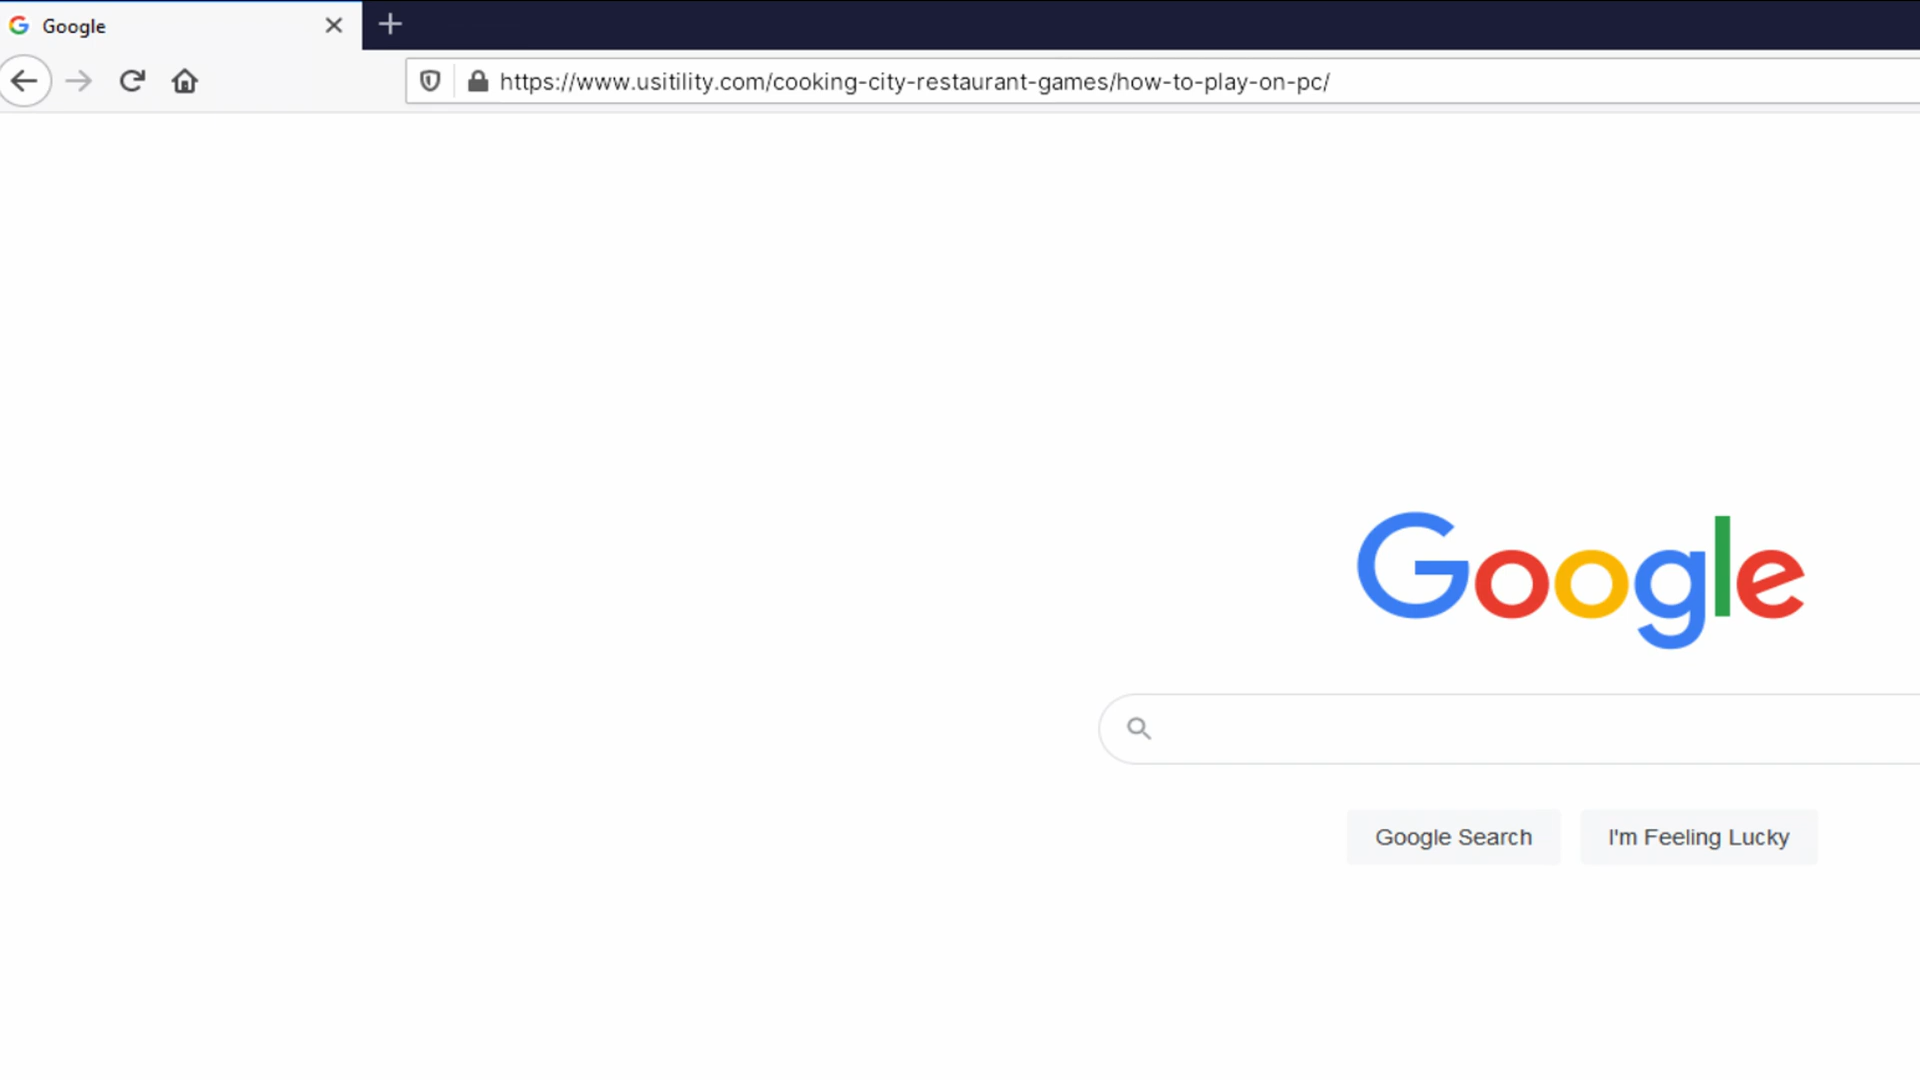 Google
https://www.usitility.com/cooking-city-restaurant-games/how-to-play-on-pc/
Google
Google Search
I'm Feeling Lucky